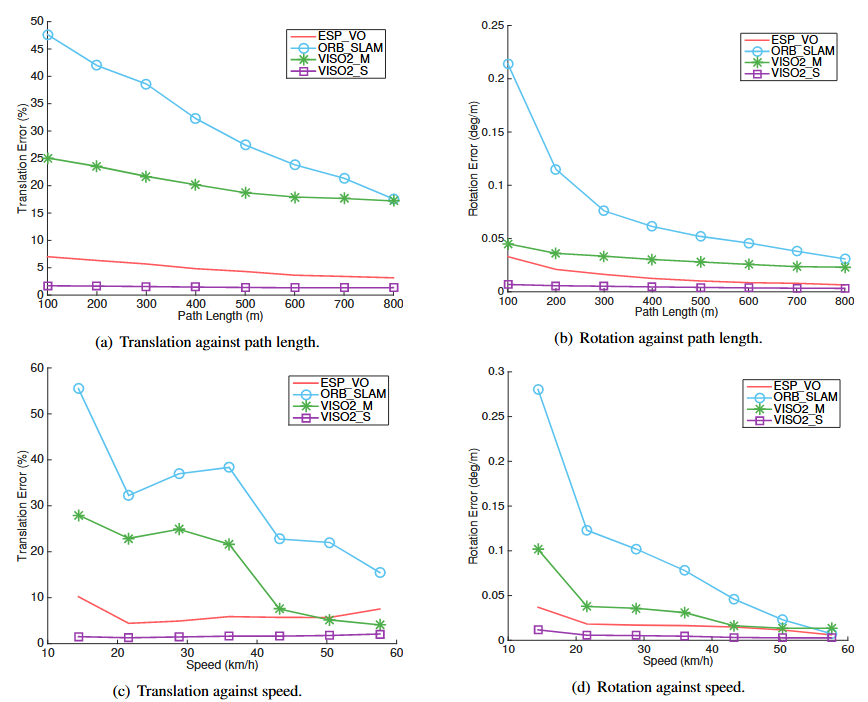 50
45
40
35
30
25
20
15
10
5
0
Translation Error (%)
ESP_VO
ORB_SLAM
VISO2_M
VISO2_S
100 200 300 400 500 600 700 800
Path Length (m)
(a) Translation against path length.
0.25
0.2
0.15
0.1
0.05
0
Rotation Error (deg/m)
ESP_VO
ORB_SLAM
VISO2_M
VISO2_S
100 200 300 400 500 600 700 800
Path Length (m)
(b) Rotation against path length.
60
50
40
30
20
10
0
Translation Error (%)
ESP_VO
ORB_SLAM
VISO2_M
VISO2_S
10 20 30 40 50 60
Speed (km/h)
(c) Translation against speed.
0.3
0.25
0.2
0.15
0.1
0.05
0
Rotation Error (deg/m)
ESP_VO
ORB_SLAM
VISO2_M
VISO2_S
10 20 30 40 50 60
Speed (km/h)
(d) Rotation against speed.